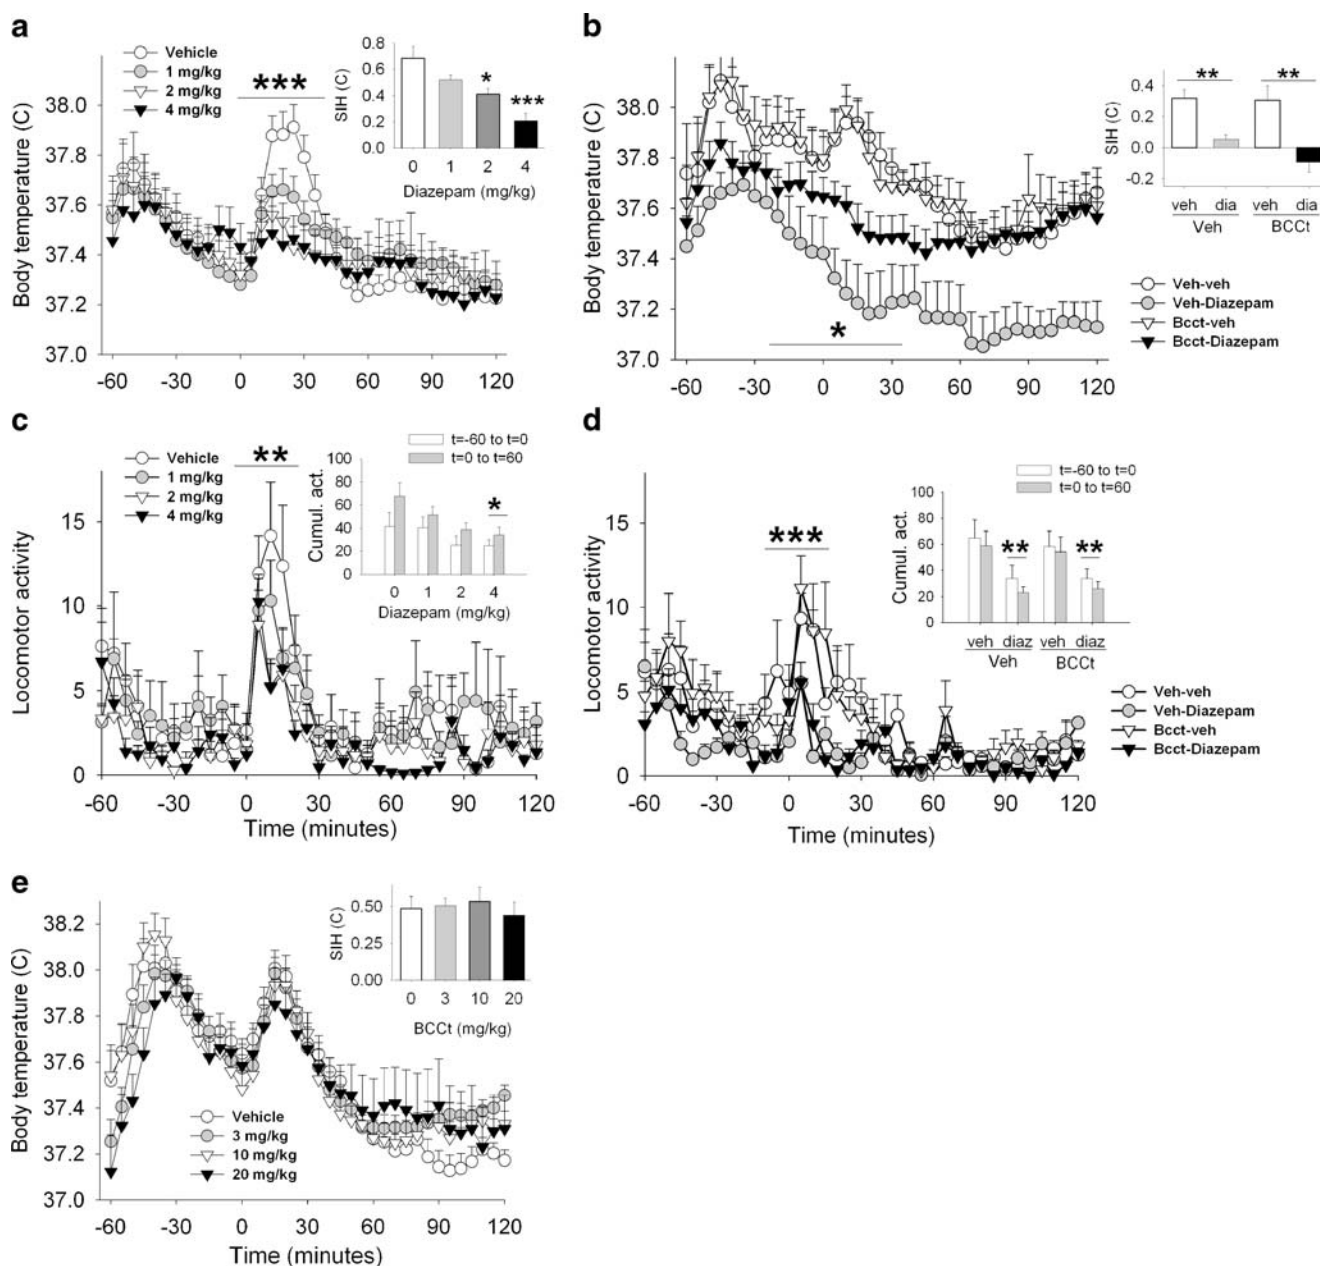 a
Vehicle
1 mg/kg
2 mg/kg
4 mg/kg
***
Body temperature (C)
38.0
37.8
37.6
37.4
37.2
37.0
-60 -30 0 30 60 90 120
SIH (C)
0.8
0.6
0.4
0.2
0.0
*
***
0 1 2 4
Diazepam (mg/kg)
b
Body temperature (C)
38.0
37.8
37.6
37.4
37.2
37.0
*
-60 -30 0 30 60 90 120
** **
SIH (C)
0.4
0.2
0.0
-0.2
veh dia veh dia
Veh BCCt
Veh-veh
Veh-Diazepam
Bcct-veh
Bcct-Diazepam
c
Vehicle
1 mg/kg
2 mg/kg
4 mg/kg
**
Locomotor activity
15
10
5
0
-60 -30 0 30 60 90 120
Time (minutes)
t=-60 to t=0
t=0 to t=60
Cumul. act.
100
80
60
40
20
0
*
0 1 2 4
Diazepam (mg/kg)
d
***
Locomotor activity
15
10
5
0
-60 -30 0 30 60 90 120
Time (minutes)
t=-60 to t=0
t=0 to t=60
Cumul. act.
100
80
60
40
20
0
** **
veh diaz veh diaz
Veh BCCt
Veh-veh
Veh-Diazepam
Bcct-veh
Bcct-Diazepam
e
Body temperature (C)
38.2
38.0
37.8
37.6
37.4
37.2
37.0
Vehicle
3 mg/kg
10 mg/kg
20 mg/kg
-60 -30 0 30 60 90 120
Time (minutes)
SIH (C)
0.50
0.25
0.00
0 3 10 20
BCCt (mg/kg)